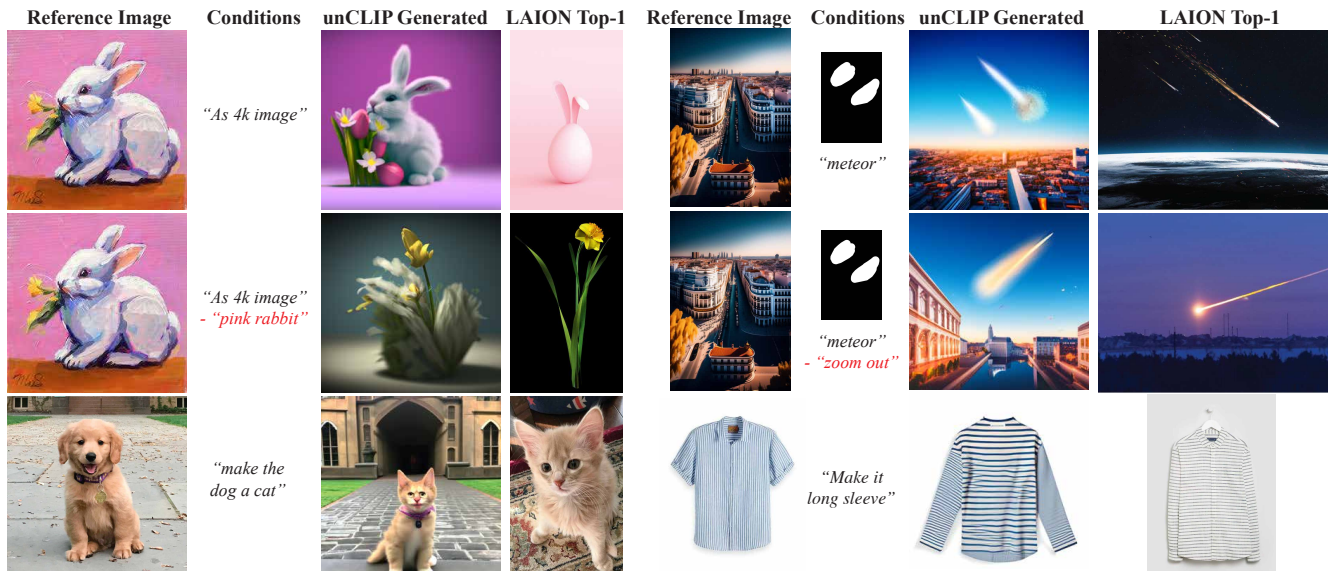 Reference Image Conditions unCLIP Generated LAION Top-1 Reference Image Conditions unCLIP Generated LAION Top-1
“As 4k image”
“meteor”
“As 4k image”
- “pink rabbit”
“meteor”
- “zoom out”
“make the
dog a cat”
“Make it
long sleeve”